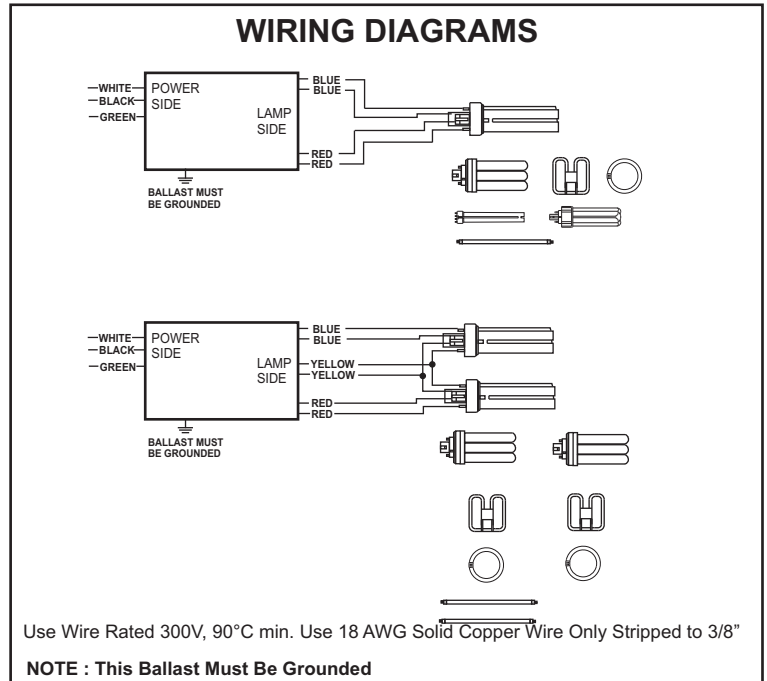 WIRING DIAGRAMS
BLUE
BLUE
WHITE
BLACK
GREEN
POWER
SIDE
LAMP
SIDE
RED
RED
BALLAST MUST
BE GROUNDED
BLUE
BLUE
WHITE
BLACK
GREEN
POWER
SIDE
LAMP
SIDE
YELLOW
YELLOW
RED
RED
BALLAST MUST
BE GROUNDED
Use Wire Rated 300V, 90°C min. Use 18 AWG Solid Copper Wire Only Stripped to 3/8”
NOTE : This Ballast Must Be Grounded